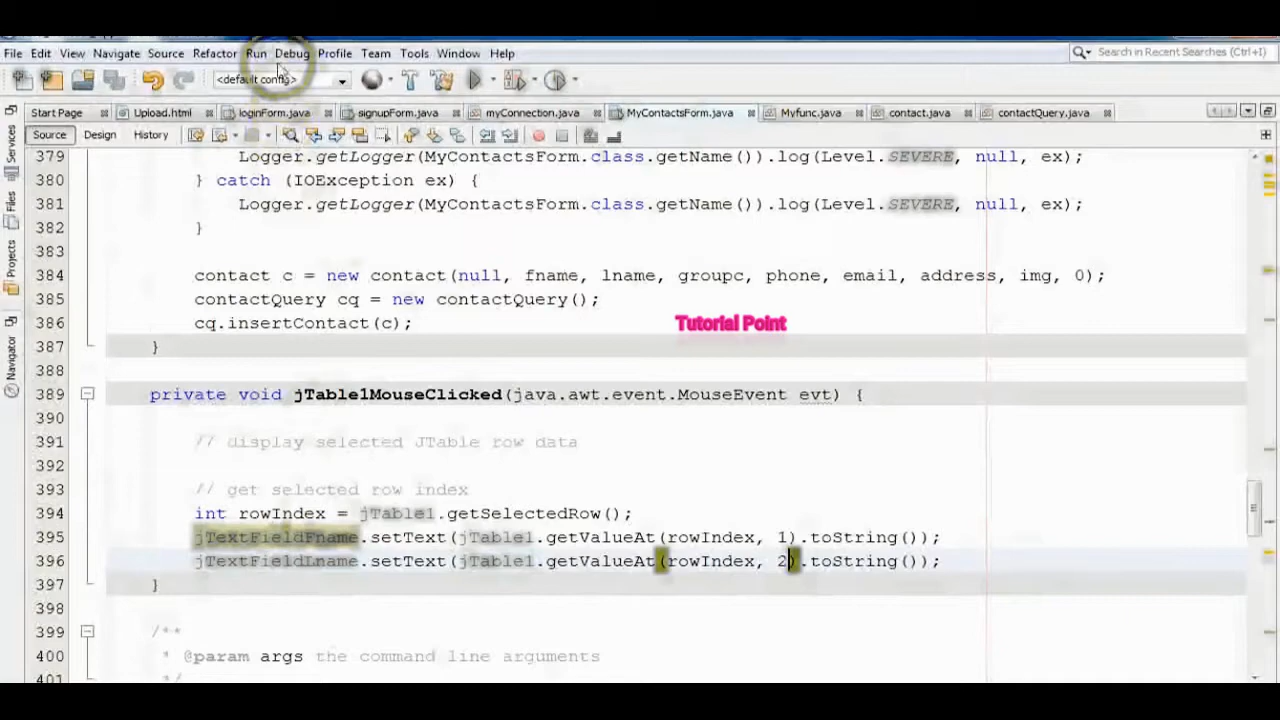 File Edit View Navigate Source Refactor Run Debug Profile Team Tools Window Help
Search in Recent Searches (Ctrl+I)
<default config>
Start Page Upload.html loginForm.java signupForm.java myConnection.java MyContactsForm.java Myfunc.java contact.java contactQuery.java
Source Design History
Services
Files
Projects
Navigator
379 Logger.getLogger(MyContactsForm.class.getName()).log(Level.SEVERE, null, ex);
380 } catch (IOException ex) {
381 Logger.getLogger(MyContactsForm.class.getName()).log(Level.SEVERE, null, ex);
382 }
383
384 contact c = new contact(null, fname, lname, groupc, phone, email, address, img, 0);
385 contactQuery cq = new contactQuery();
386 cq.insertContact(c);
Tutorial Point
387 }
388
389 private void jTable1MouseClicked(java.awt.event.MouseEvent evt) {
390
391 // display selected JTable row data
392
393 // get selected row index
394 int rowIndex = jTable1.getSelectedRow();
395 jTextFieldFname.setText(jTable1.getValueAt(rowIndex, 1).toString());
396 jTextFieldLname.setText(jTable1.getValueAt(rowIndex, 2).toString());
397 }
398
399 /**
400 * @param args the command line arguments
401 */